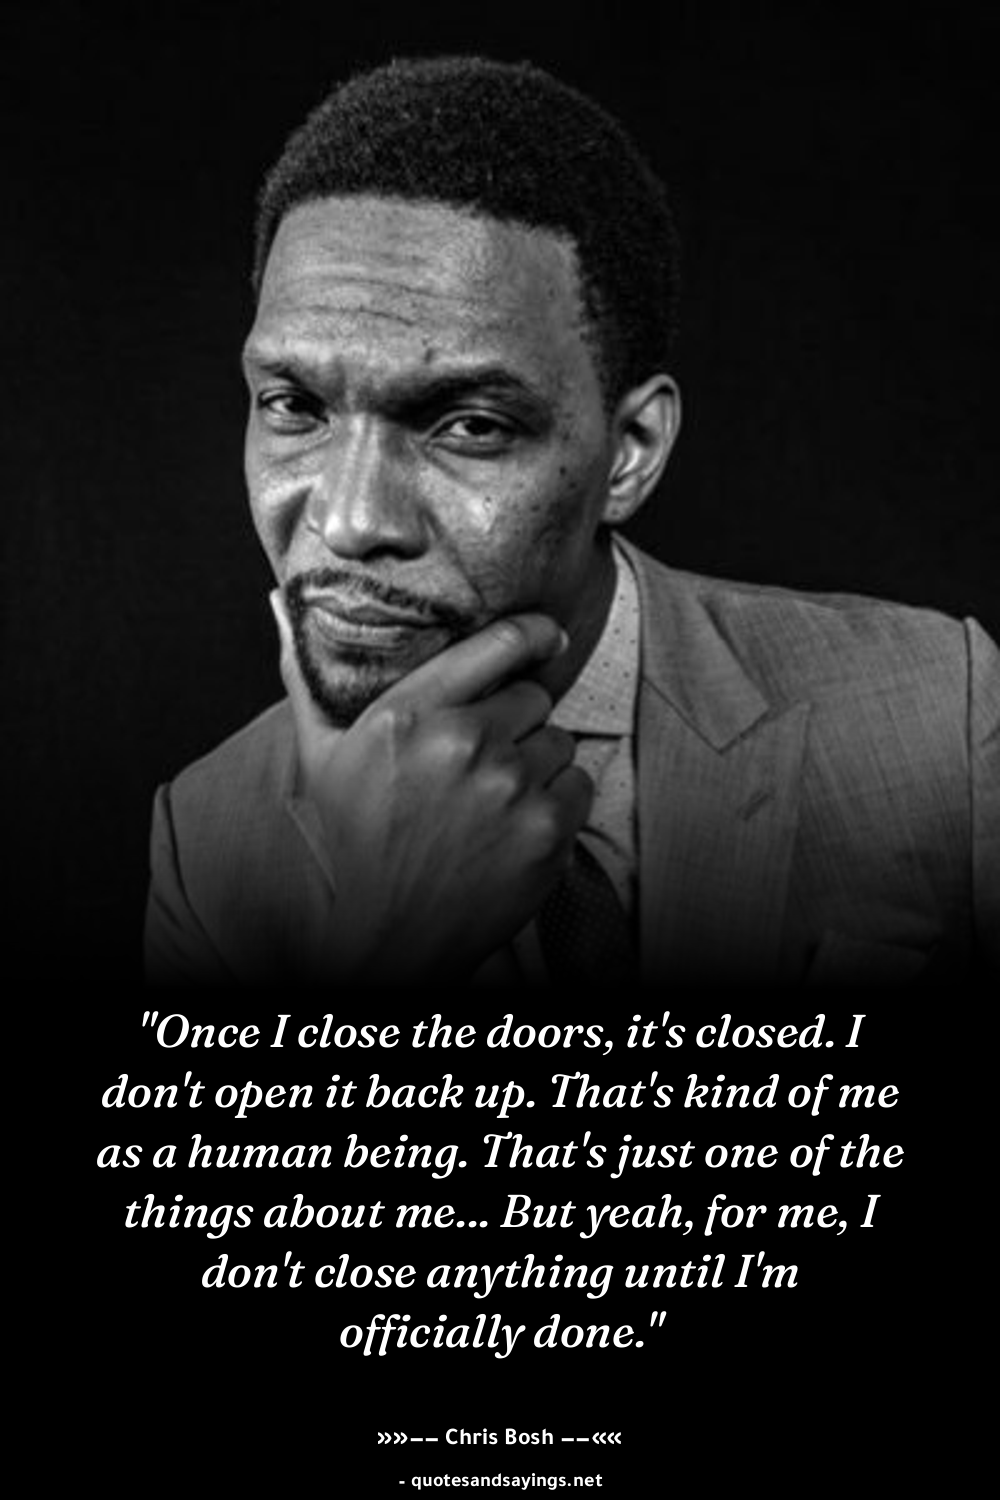 "Once I close the doors, it's closed. I
don't open it back up. That's kind of me
as a human being. That's just one of the
things about me... But yeah, for me, I
don't close anything until I'm
officially done."
»»–– Chris Bosh ––««
- quotesandsayings.net